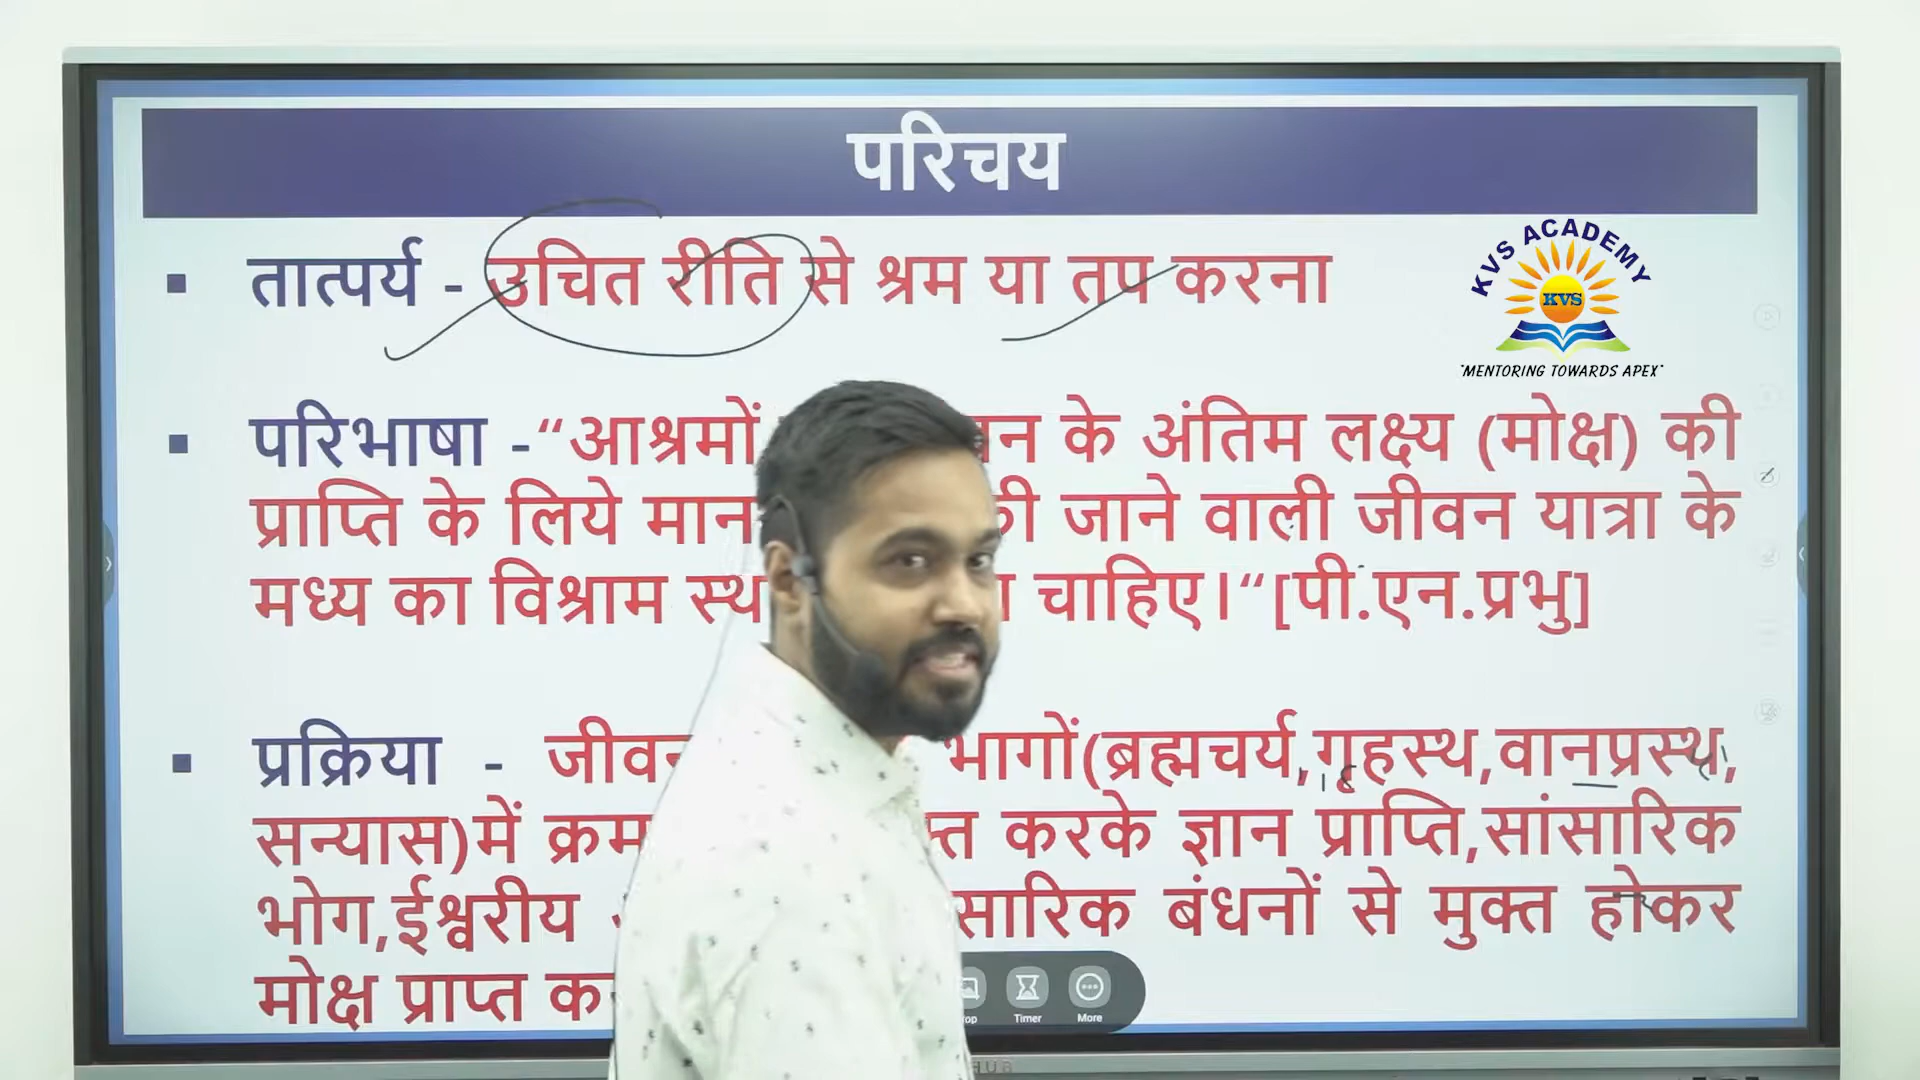 परिचय
तात्पर्य - उचित रीति से श्रम या तप करना
KVS ACADEMY
KVS
"MENTORING TOWARDS APEX"
परिभाषा -“आश्रमों के अंतिम लक्ष्य (मोक्ष) की
प्राप्ति के लिये की जाने वाली जीवन यात्रा के
मध्य का विश्राम चाहिए।“[पी.एन.प्रभु]
प्रक्रिया - भागों(ब्रह्मचर्य,गृहस्थ,वानप्रस्थ,
सन्यास)में करके ज्ञान प्राप्ति,सांसारिक
भोग,ईश्वरीय बंधनों से मुक्त होकर
मोक्ष प्राप्त
Timer More